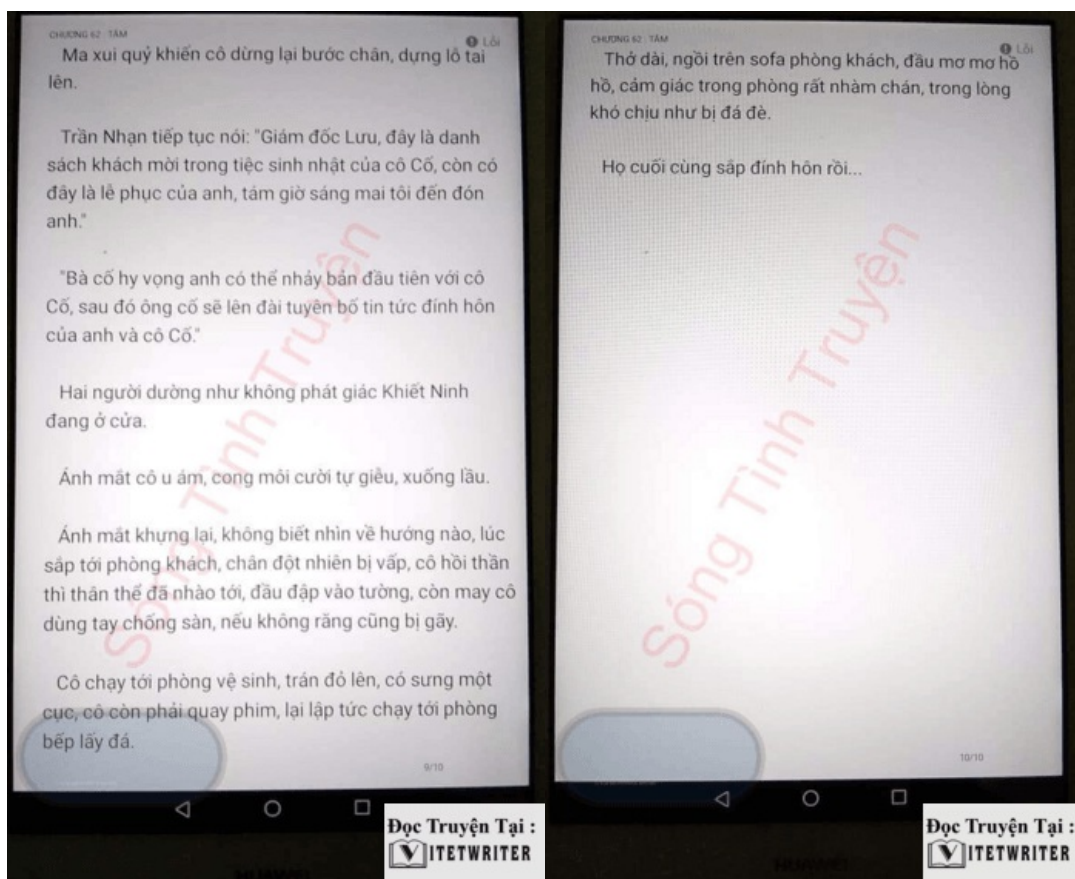 CHƯƠNG 62 : TÁM
Lỗi
Ma xui quỷ khiến cô dừng lại bước chân, dựng lỗ tai
lên.
Trần Nhạn tiếp tục nói: "Giám đốc Lưu, đây là danh
sách khách mời trong tiệc sinh nhật của cô Cố, còn có
đây là lễ phục của anh, tám giờ sáng mai tôi đến đón
anh."
"Bà cố hy vọng anh có thể nhảy bản đầu tiên với cô
Cố, sau đó ông cố sẽ lên đài tuyên bố tin tức đính hôn
của anh và cô Cố."
Hai người dường như không phát giác Khiết Ninh
đang ở cửa.
Ánh mắt cô u ám, cong môi cười tự giễu, xuống lầu.
Ánh mắt khựng lại, không biết nhìn về hướng nào, lúc
sắp tới phòng khách, chân đột nhiên bị vấp, cô hồi thần
thì thân thể đã nhào tới, đầu đập vào tường, còn may cô
dùng tay chống sàn, nếu không răng cũng bị gãy.
Cô chạy tới phòng vệ sinh, trán đỏ lên, có sưng một
cục, cô còn phải quay phim, lại lập tức chạy tới phòng
bếp lấy đá.
9/10
Sóng Tình Truyện
Đọc Truyện Tại :
VITETWRITER
CHƯƠNG 62 : TÁM
Lỗi
Thở dài, ngồi trên sofa phòng khách, đầu mơ mơ hồ
hồ, cảm giác trong phòng rất nhàm chán, trong lòng
khó chịu như bị đá đè.
Họ cuối cùng sắp đính hôn rồi...
10/10
Sóng Tình Truyện
HUAWEI
Đọc Truyện Tại :
VITETWRITER